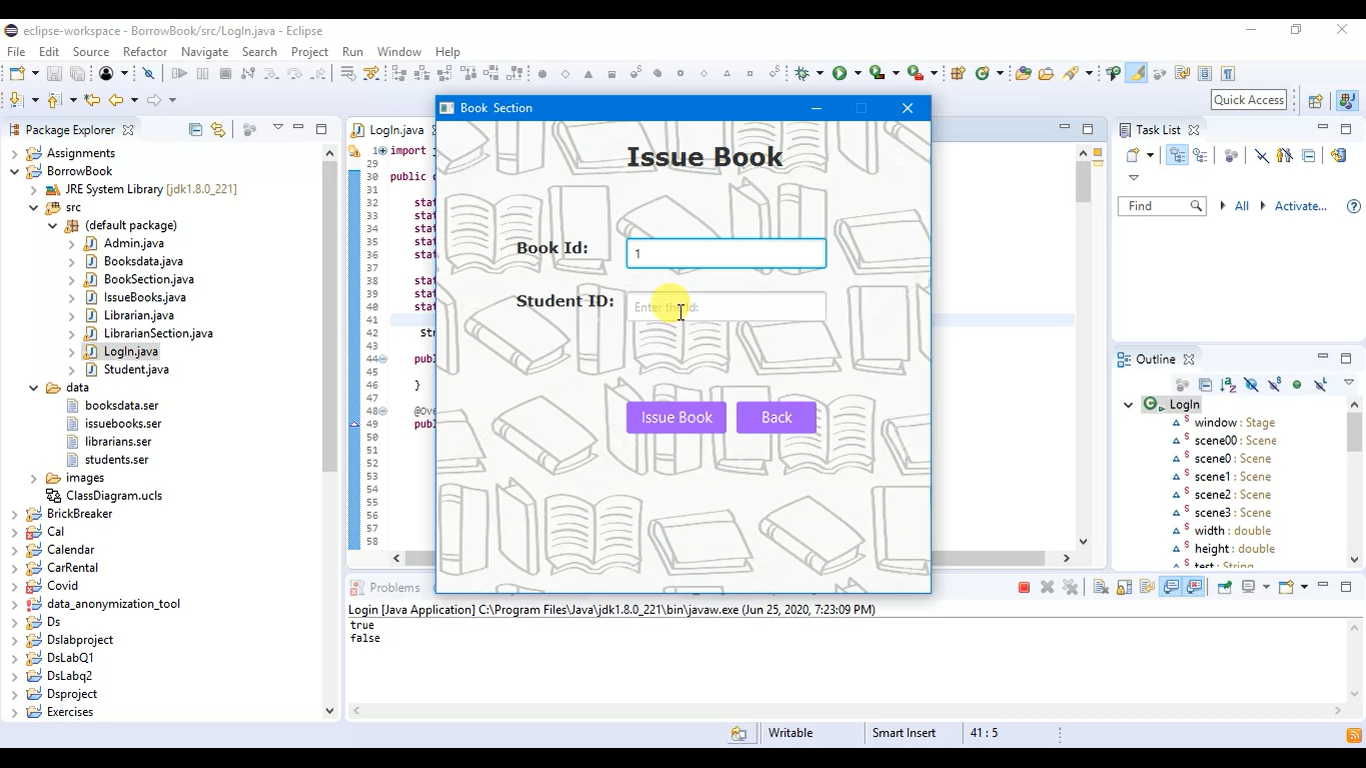 eclipse-workspace - BorrowBook/src/LogIn.java - Eclipse
File Edit Source Refactor Navigate Search Project Run Window Help
Quick Access
Package Explorer
Assignments
BorrowBook
JRE System Library [jdk1.8.0_221]
src
(default package)
Admin.java
Booksdata.java
BookSection.java
IssueBooks.java
Librarian.java
LibrarianSection.java
LogIn.java
Student.java
data
booksdata.ser
issuebooks.ser
librarians.ser
students.ser
images
ClassDiagram.ucls
BrickBreaker
Cal
Calendar
CarRental
Covid
data_anonymization_tool
Ds
Dslabproject
DsLabQ1
DsLabq2
Dsproject
Exercises
LogIn.java
1 import
29
30 public
31
32 stat
33 stat
34 stat
35 stat
36 stat
37
38 stat
39 stat
40 stat
41
42 Str
43
44 publ
45
46 }
47
48 @Ove
49 publ
50
51
52
53
54
55
56
57
58
Book Section
Issue Book
Book Id:
1
Student ID:
Enter the Id:
Issue Book
Back
Task List
Find
All
Activate...
Outline
LogIn
window : Stage
scene00 : Scene
scene0 : Scene
scene1 : Scene
scene2 : Scene
scene3 : Scene
width : double
height : double
test : String
Problems
Login [Java Application] C:\Program Files\Java\jdk1.8.0_221\bin\javaw.exe (Jun 25, 2020, 7:23:09 PM)
true
false
Writable
Smart Insert
41 : 5